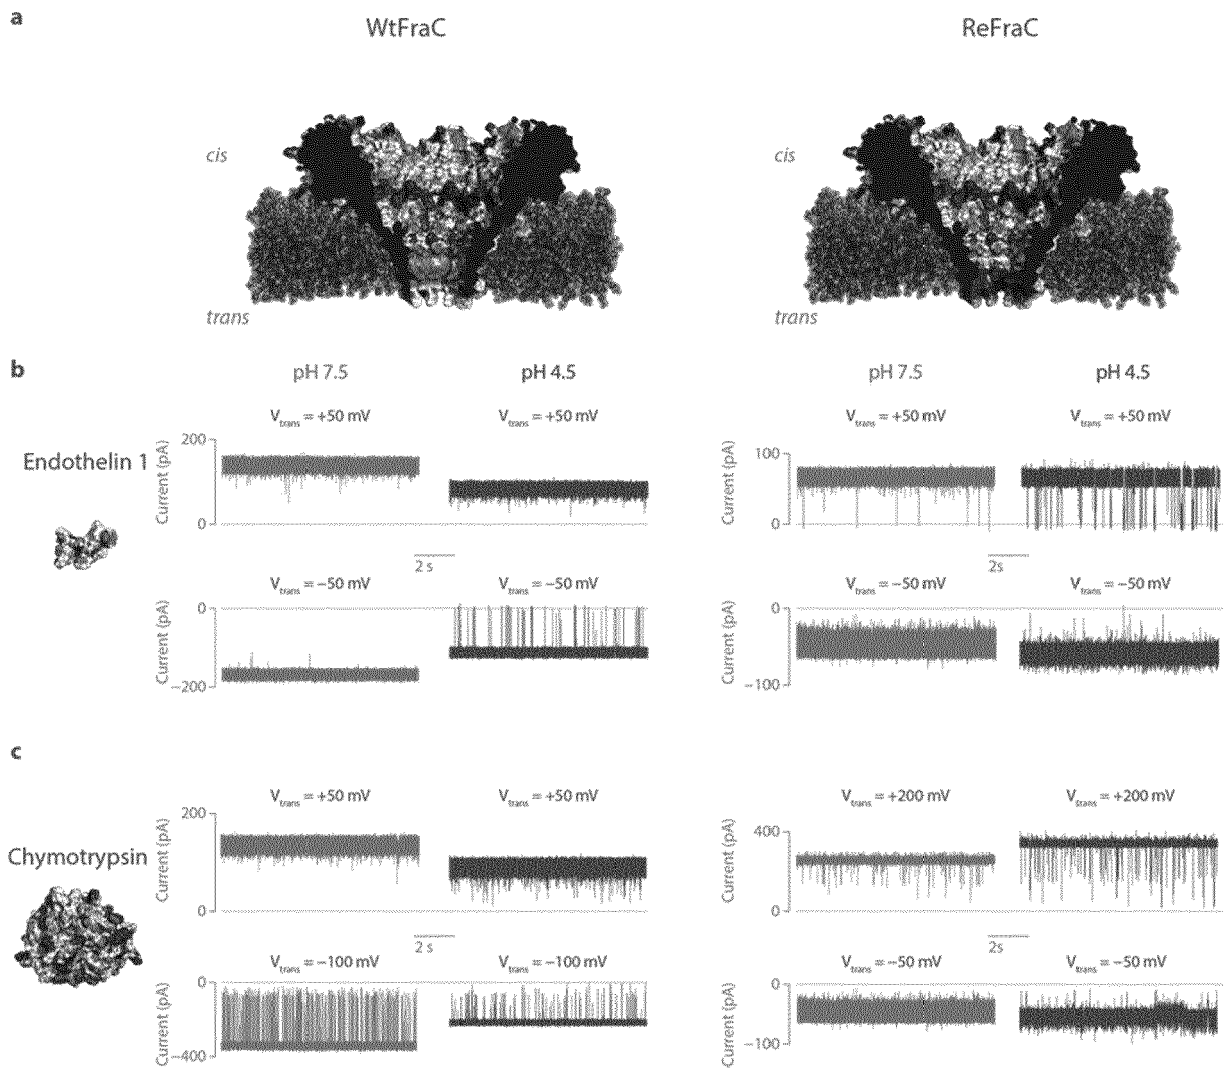 a
WtFraC
ReFraC
cis
cis
trans
trans
b
pH 7.5
pH 4.5
pH 7.5
pH 4.5
Vtrans = +50 mV
Vtrans = +50 mV
Vtrans = +50 mV
Vtrans = +50 mV
Endothelin 1
Current (pA)
200
0
Current (pA)
100
0
2 s
2s
Vtrans = −50 mV
Vtrans = −50 mV
Vtrans = −50 mV
Vtrans = −50 mV
Current (pA)
0
−200
Current (pA)
0
−100
c
Vtrans = +50 mV
Vtrans = +50 mV
Vtrans = +200 mV
Vtrans = +200 mV
Chymotrypsin
Current (pA)
200
0
Current (pA)
400
0
2 s
2s
Vtrans = −100 mV
Vtrans = −100 mV
Vtrans = −50 mV
Vtrans = −50 mV
Current (pA)
0
−400
Current (pA)
0
−100